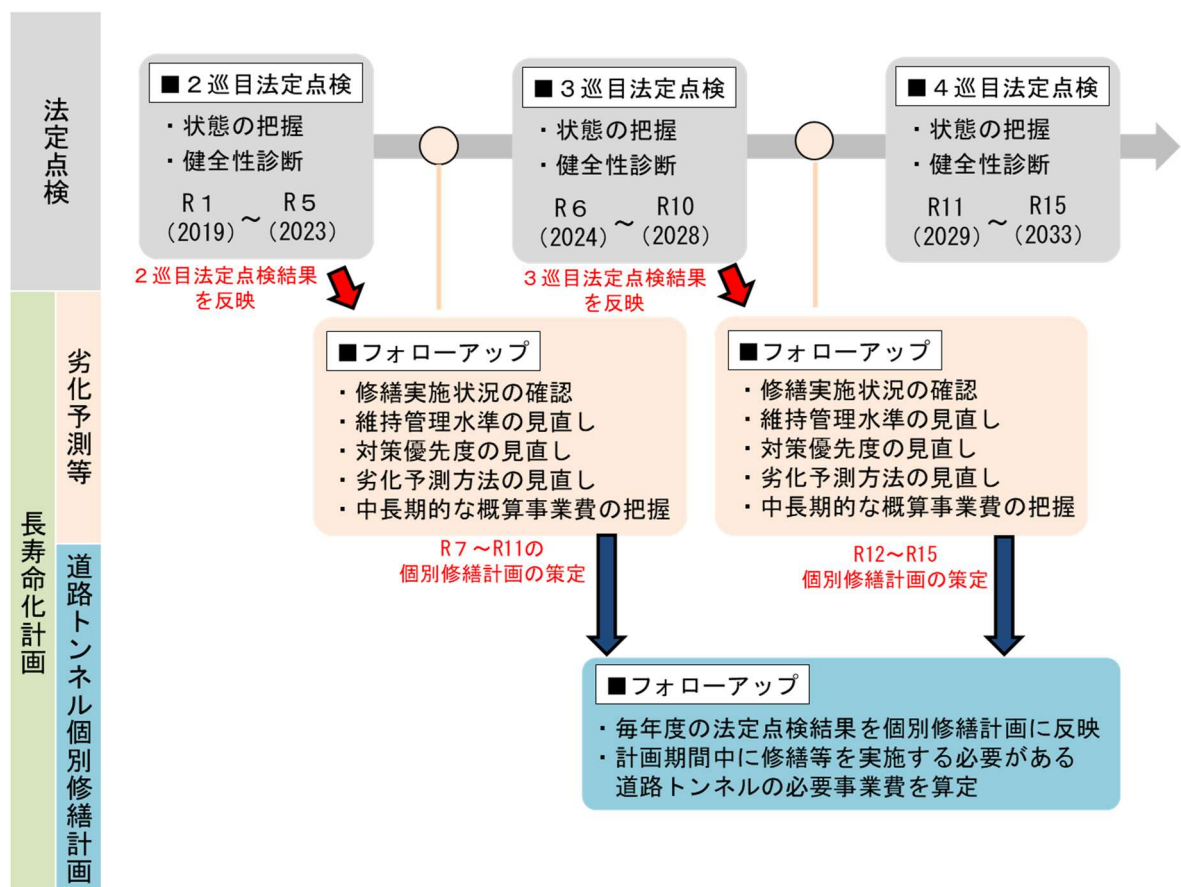 法定点検
■２巡目法定点検
・状態の把握
・健全性診断
R１ ～ R５
(2019) (2023)
■３巡目法定点検
・状態の把握
・健全性診断
R６ ～ R10
(2024) (2028)
■４巡目法定点検
・状態の把握
・健全性診断
R11 ～ R15
(2029) (2033)
２巡目法定点検結果
を反映
３巡目法定点検結果
を反映
長寿命化計画
劣化予測等
■フォローアップ
・修繕実施状況の確認
・維持管理水準の見直し
・対策優先度の見直し
・劣化予測方法の見直し
・中長期的な概算事業費の把握
■フォローアップ
・修繕実施状況の確認
・維持管理水準の見直し
・対策優先度の見直し
・劣化予測方法の見直し
・中長期的な概算事業費の把握
R７～R11の
個別修繕計画の策定
R12～R15
個別修繕計画の策定
道路トンネル個別修繕計画
■フォローアップ
・毎年度の法定点検結果を個別修繕計画に反映
・計画期間中に修繕等を実施する必要がある
道路トンネルの必要事業費を算定